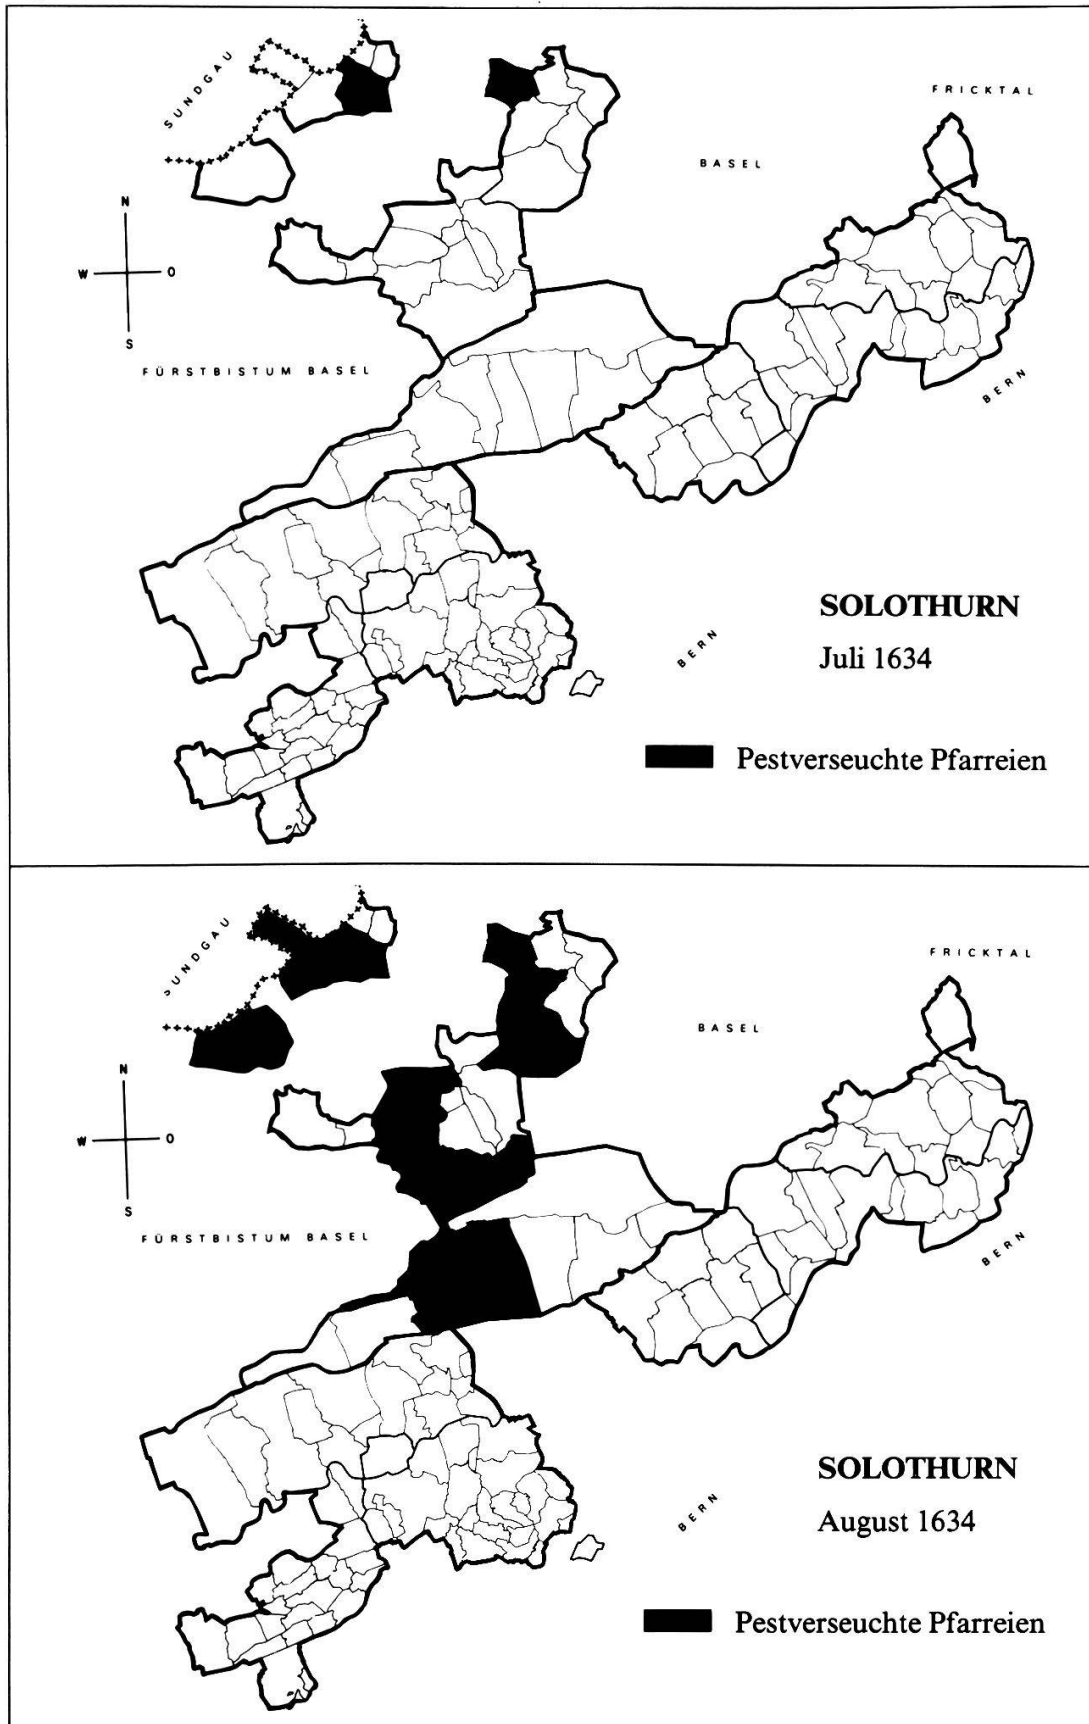 SUNDGAU
FRICKTAL
BASEL
N
W O
S
FÜRSTBISTUM BASEL
BERN
SOLOTHURN
BERN
Juli 1634
Pestverseuchte Pfarreien
SUNDGAU
FRICKTAL
BASEL
N
W O
S
FÜRSTBISTUM BASEL
BERN
SOLOTHURN
BERN
August 1634
Pestverseuchte Pfarreien